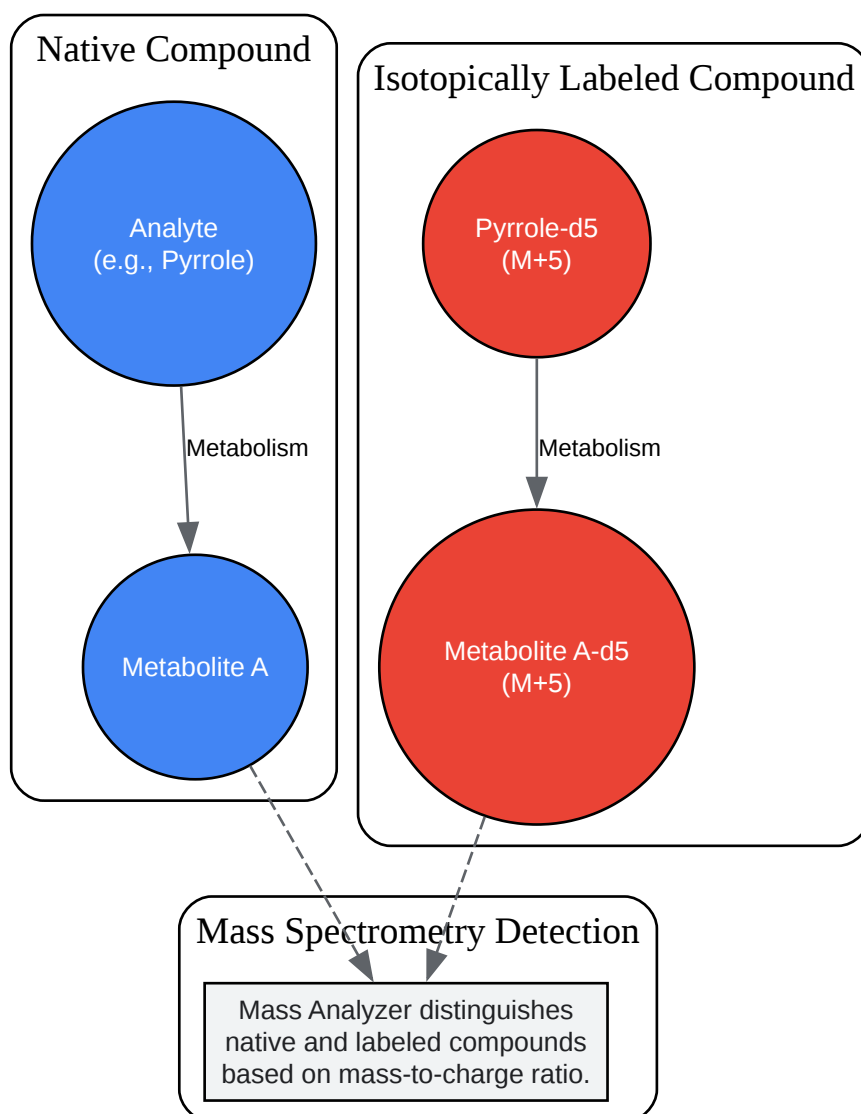 Native Compound
Analyte
(e.g., Pyrrole)
Metabolism
Metabolite A
Isotopically Labeled Compound
Pyrrole-d5
(M+5)
Metabolism
Metabolite A-d5
(M+5)
Mass Spectrometry Detection
Mass Analyzer distinguishes
native and labeled compounds
based on mass-to-charge ratio.